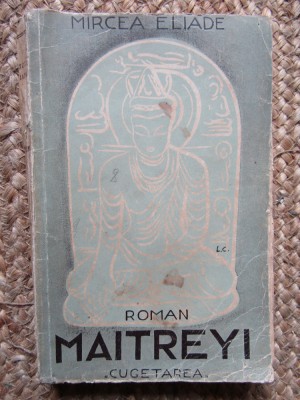 MIRCEA ELIADE
L.C.
ROMAN
MAITREYI
„CUGETAREA„